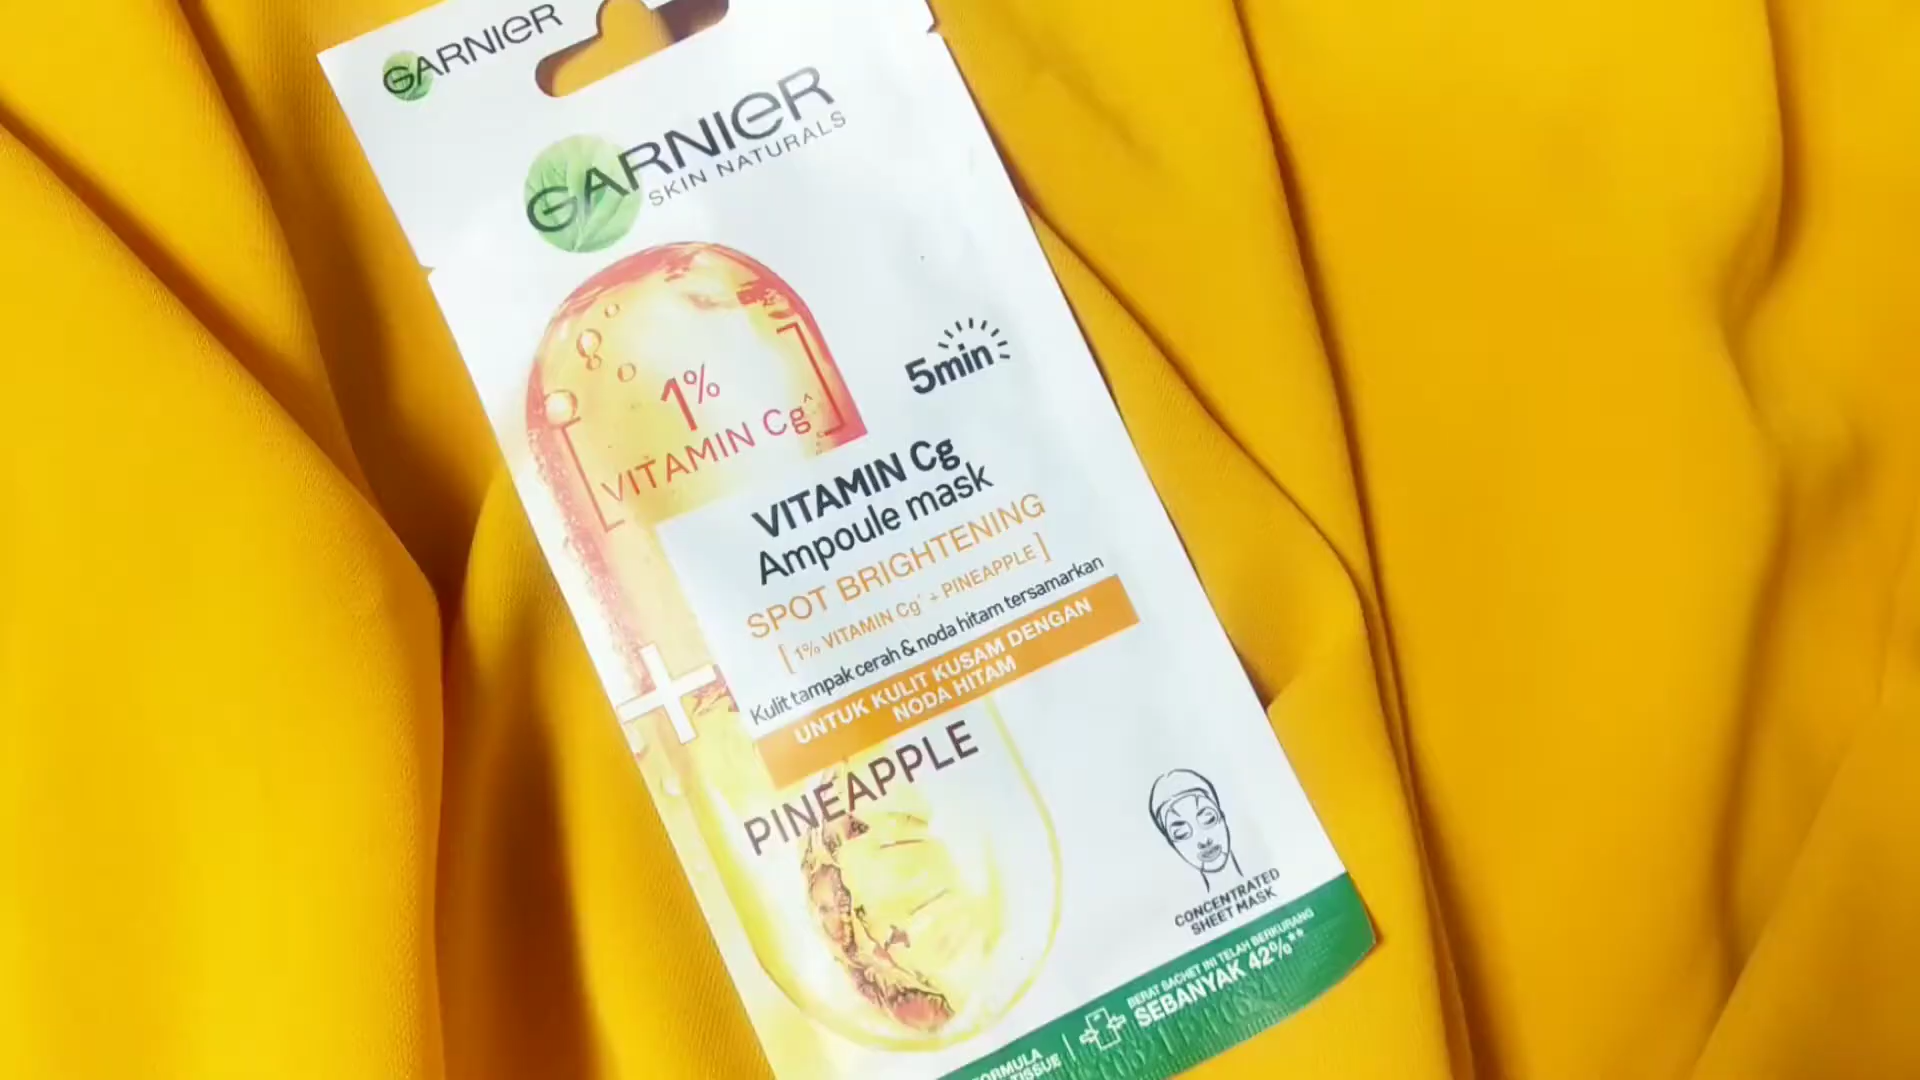 GARNIER
GARNIER
SKIN NATURALS
1%
VITAMIN Cg^
5min
VITAMIN Cg
Ampoule mask
SPOT BRIGHTENING
[1% VITAMIN Cg^ + PINEAPPLE]
Kulit tampak cerah & noda hitam tersamarkan
UNTUK KULIT KUSAM DENGAN
NODA HITAM
PINEAPPLE
CONCENTRATED
SHEET MASK
BERAT SACHET INI TELAH BERKURANG
SEBANYAK 42%**
FORMULA
TISSUE